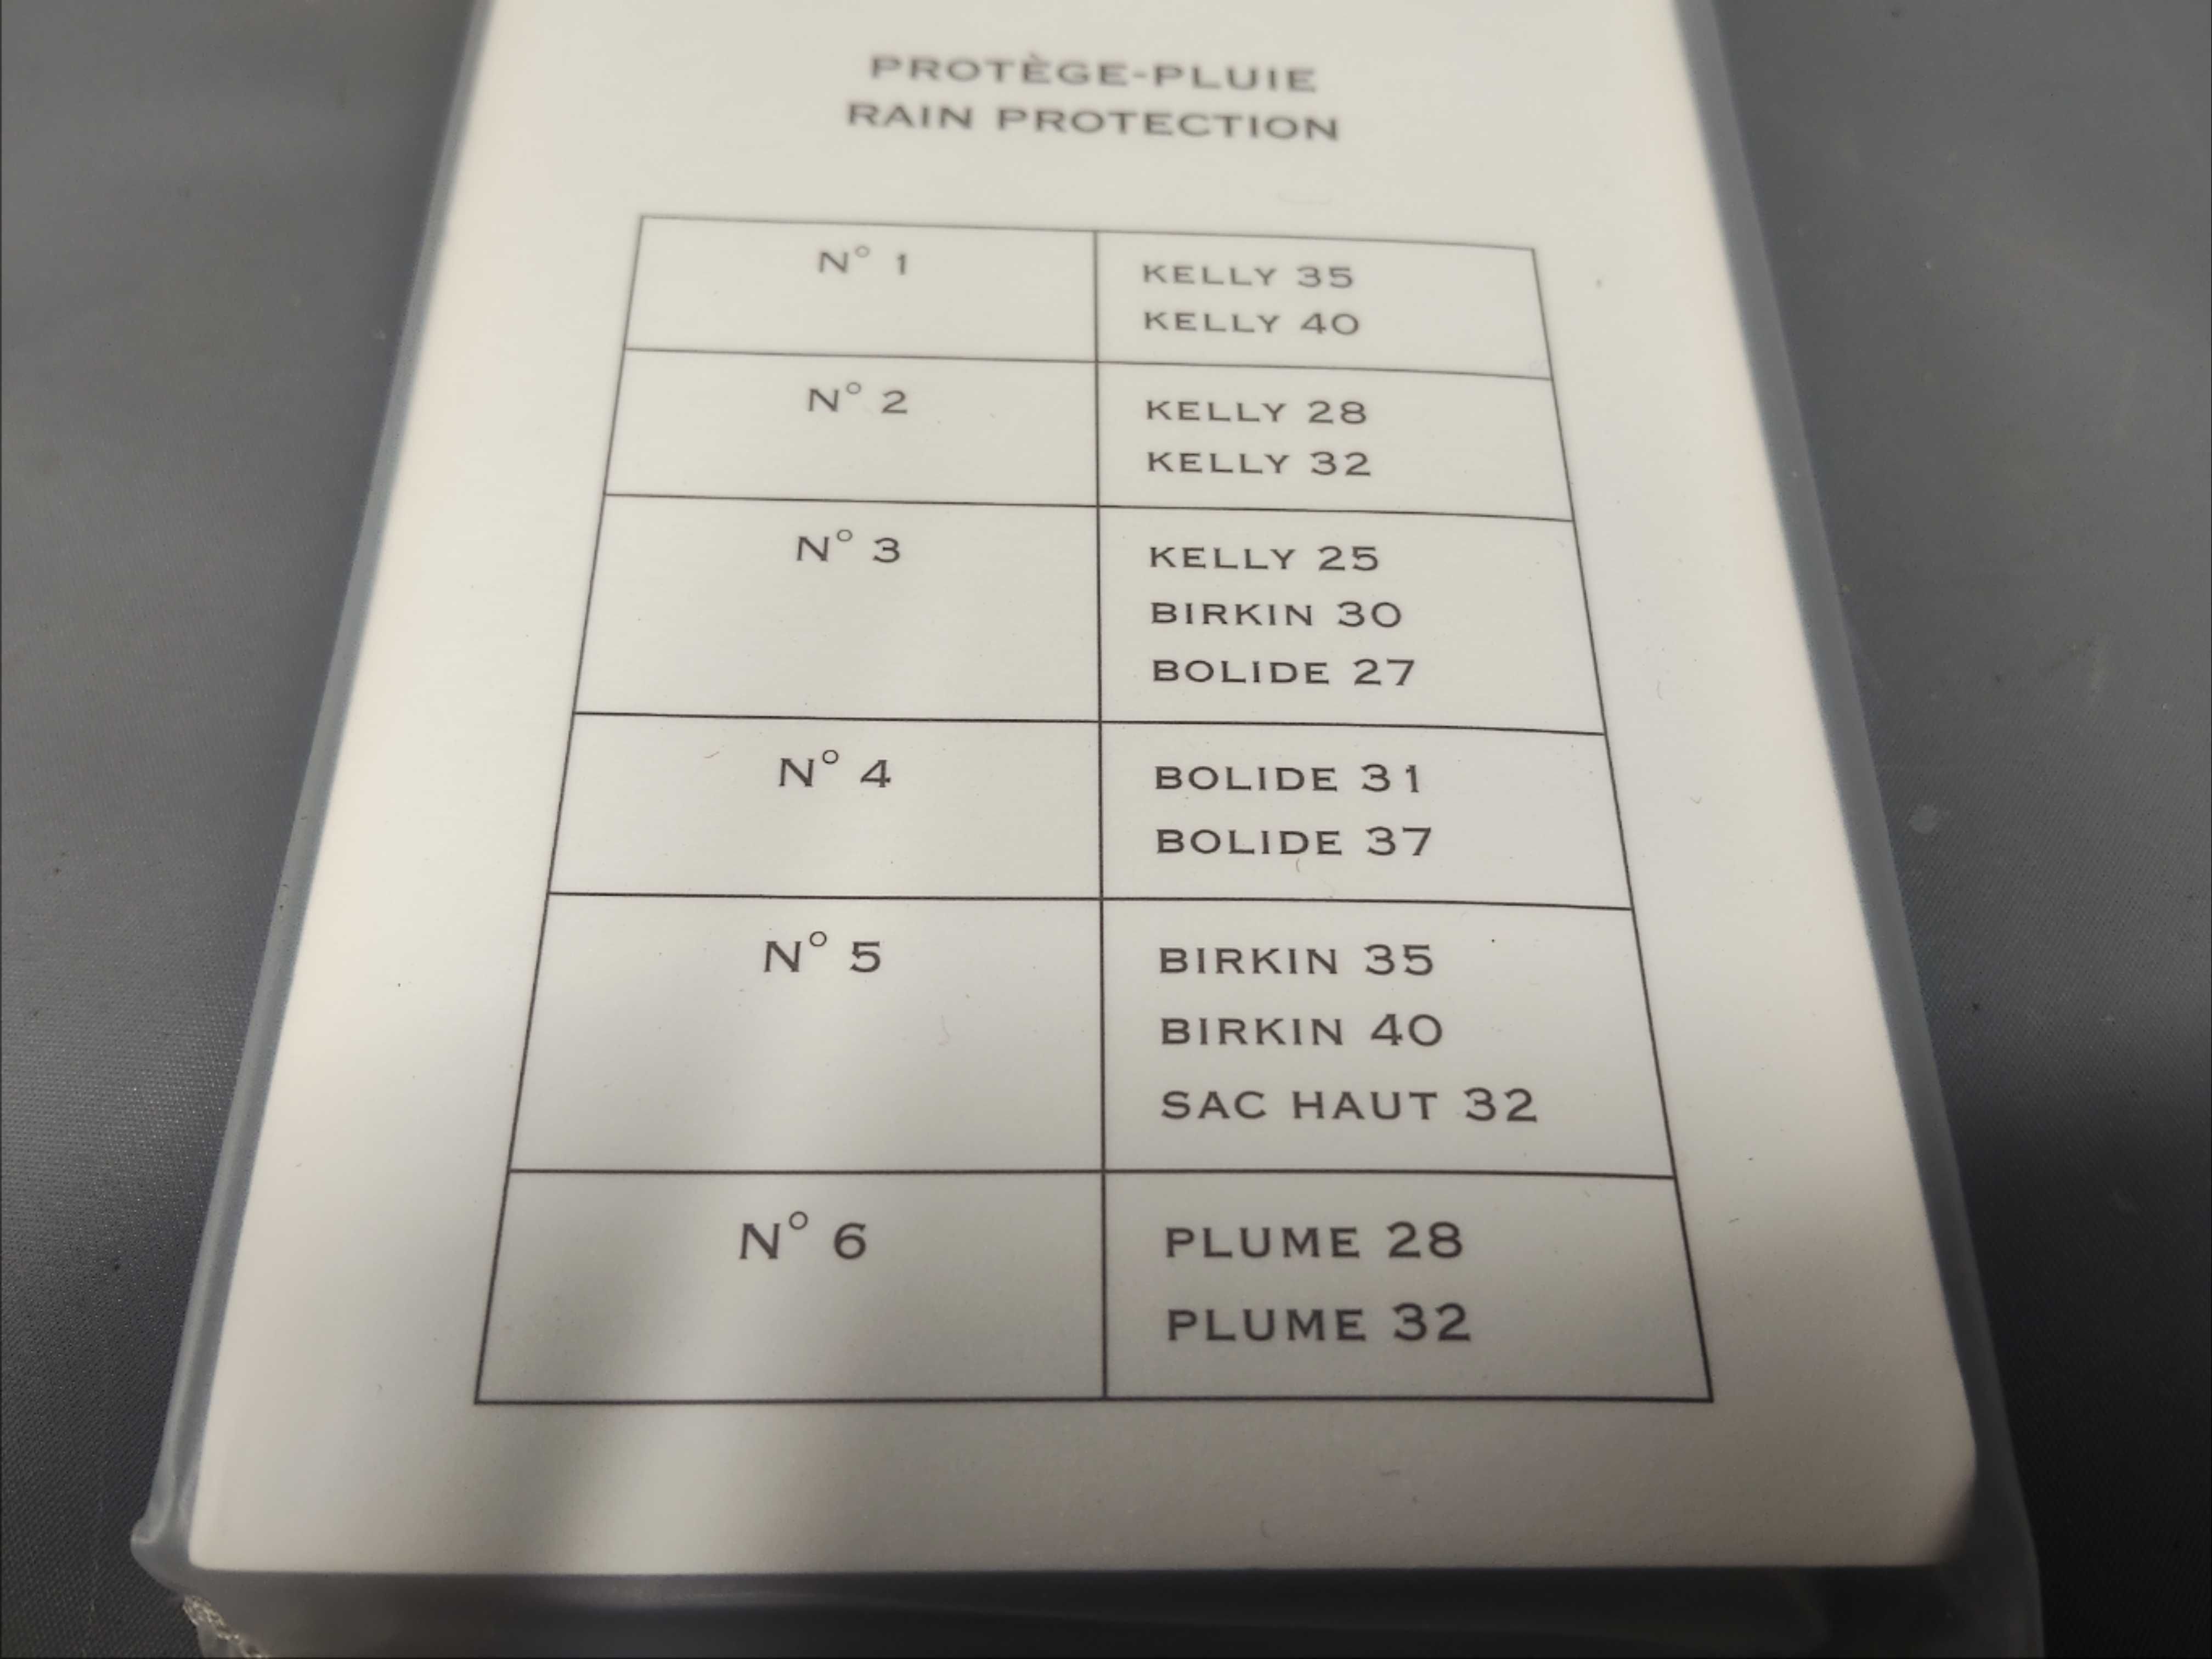 PROTÈGE-PLUIE
RAIN PROTECTION
N° 1
KELLY 35
KELLY 40
N° 2
KELLY 28
KELLY 32
N° 3
KELLY 25
BIRKIN 30
BOLIDE 27
N° 4
BOLIDE 31
BOLIDE 37
N° 5
BIRKIN 35
BIRKIN 40
SAC HAUT 32
N° 6
PLUME 28
PLUME 32